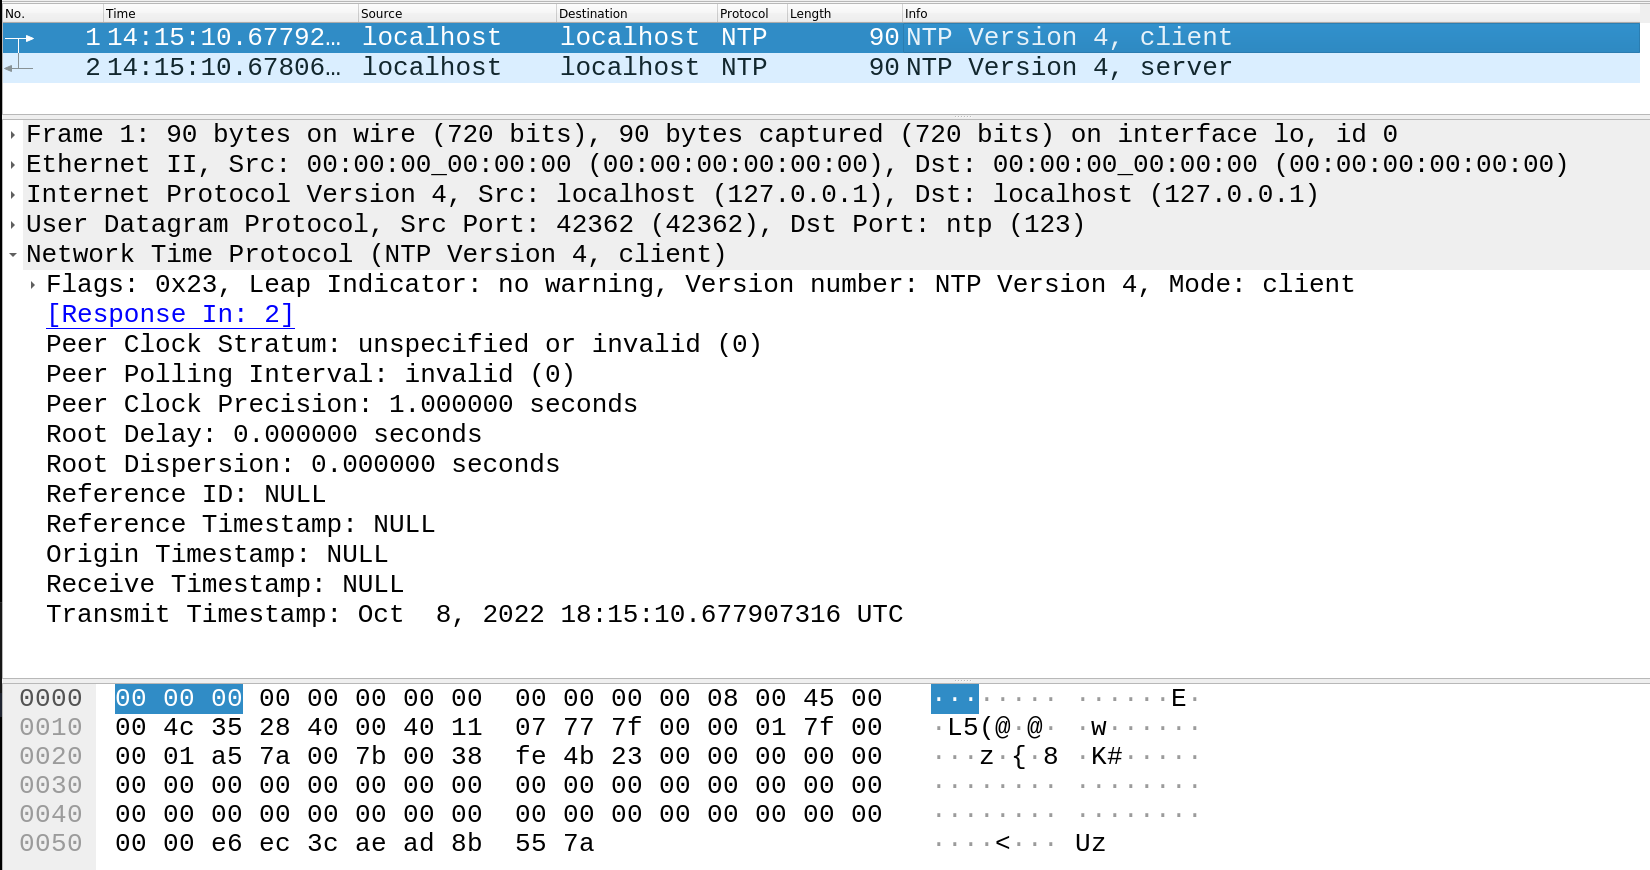 No. Time Source Destination Protocol Length Info
1 14:15:10.67792… localhost localhost NTP 90 NTP Version 4, client
2 14:15:10.67806… localhost localhost NTP 90 NTP Version 4, server
Frame 1: 90 bytes on wire (720 bits), 90 bytes captured (720 bits) on interface lo, id 0
Ethernet II, Src: 00:00:00_00:00:00 (00:00:00:00:00:00), Dst: 00:00:00_00:00:00 (00:00:00:00:00:00)
Internet Protocol Version 4, Src: localhost (127.0.0.1), Dst: localhost (127.0.0.1)
User Datagram Protocol, Src Port: 42362 (42362), Dst Port: ntp (123)
Network Time Protocol (NTP Version 4, client)
Flags: 0x23, Leap Indicator: no warning, Version number: NTP Version 4, Mode: client
[Response In: 2]
Peer Clock Stratum: unspecified or invalid (0)
Peer Polling Interval: invalid (0)
Peer Clock Precision: 1.000000 seconds
Root Delay: 0.000000 seconds
Root Dispersion: 0.000000 seconds
Reference ID: NULL
Reference Timestamp: NULL
Origin Timestamp: NULL
Receive Timestamp: NULL
Transmit Timestamp: Oct  8, 2022 18:15:10.677907316 UTC
0000 00 00 00 00 00 00 00 00 00 00 00 00 08 00 45 00 ········ ······E·
0010 00 4c 35 28 40 00 40 11 07 77 7f 00 00 01 7f 00 ·L5(@·@· ·w······
0020 00 01 a5 7a 00 7b 00 38 fe 4b 23 00 00 00 00 00 ···z·{·8 ·K#·····
0030 00 00 00 00 00 00 00 00 00 00 00 00 00 00 00 00 ········ ········
0040 00 00 00 00 00 00 00 00 00 00 00 00 00 00 00 00 ········ ········
0050 00 00 e6 ec 3c ae ad 8b 55 7a ····<··· Uz